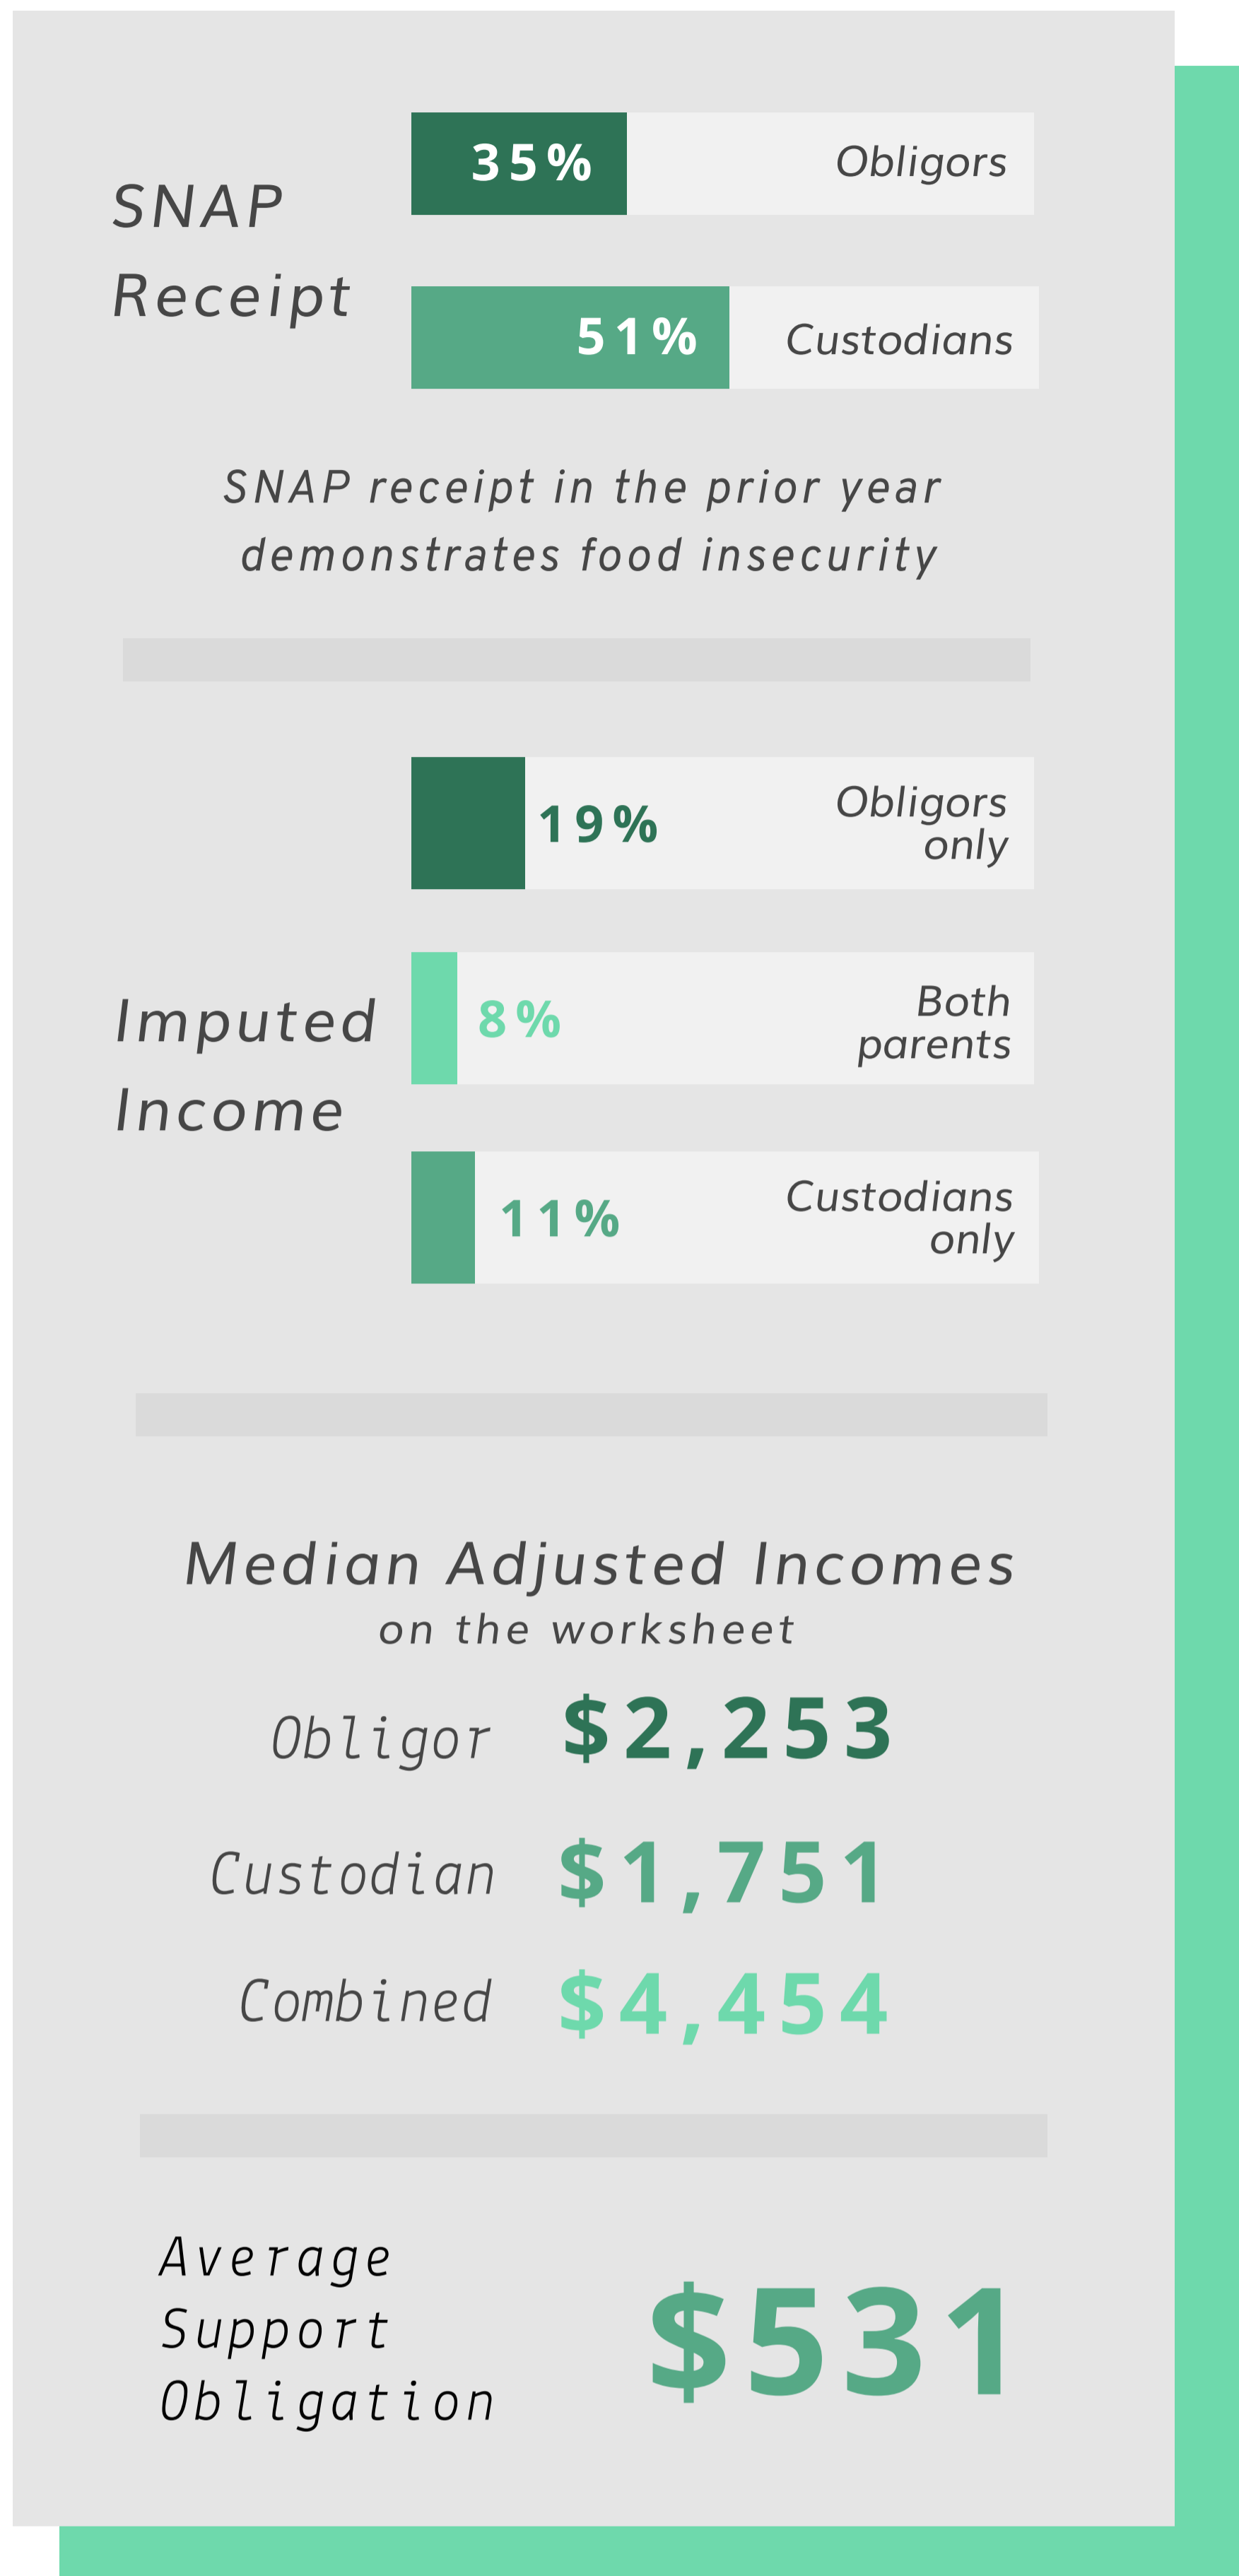 SNAP
Receipt
35%
Obligors
51%
Custodians
SNAP receipt in the prior year
demonstrates food insecurity
Imputed
Income
19%
Obligors
only
8%
Both
parents
11%
Custodians
only
Median Adjusted Incomes
on the worksheet
Obligor $2,253
Custodian $1,751
Combined $4,454
Average
Support
Obligation
$531